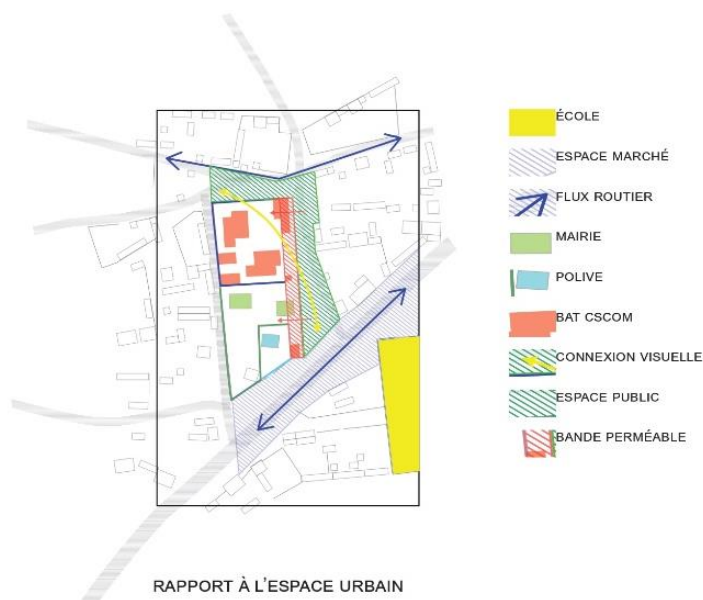 ÉCOLE
ESPACE MARCHÉ
FLUX ROUTIER
MAIRIE
POLIVE
BAT CSCOM
CONNEXION VISUELLE
ESPACE PUBLIC
BANDE PERMÉABLE
RAPPORT À L'ESPACE URBAIN